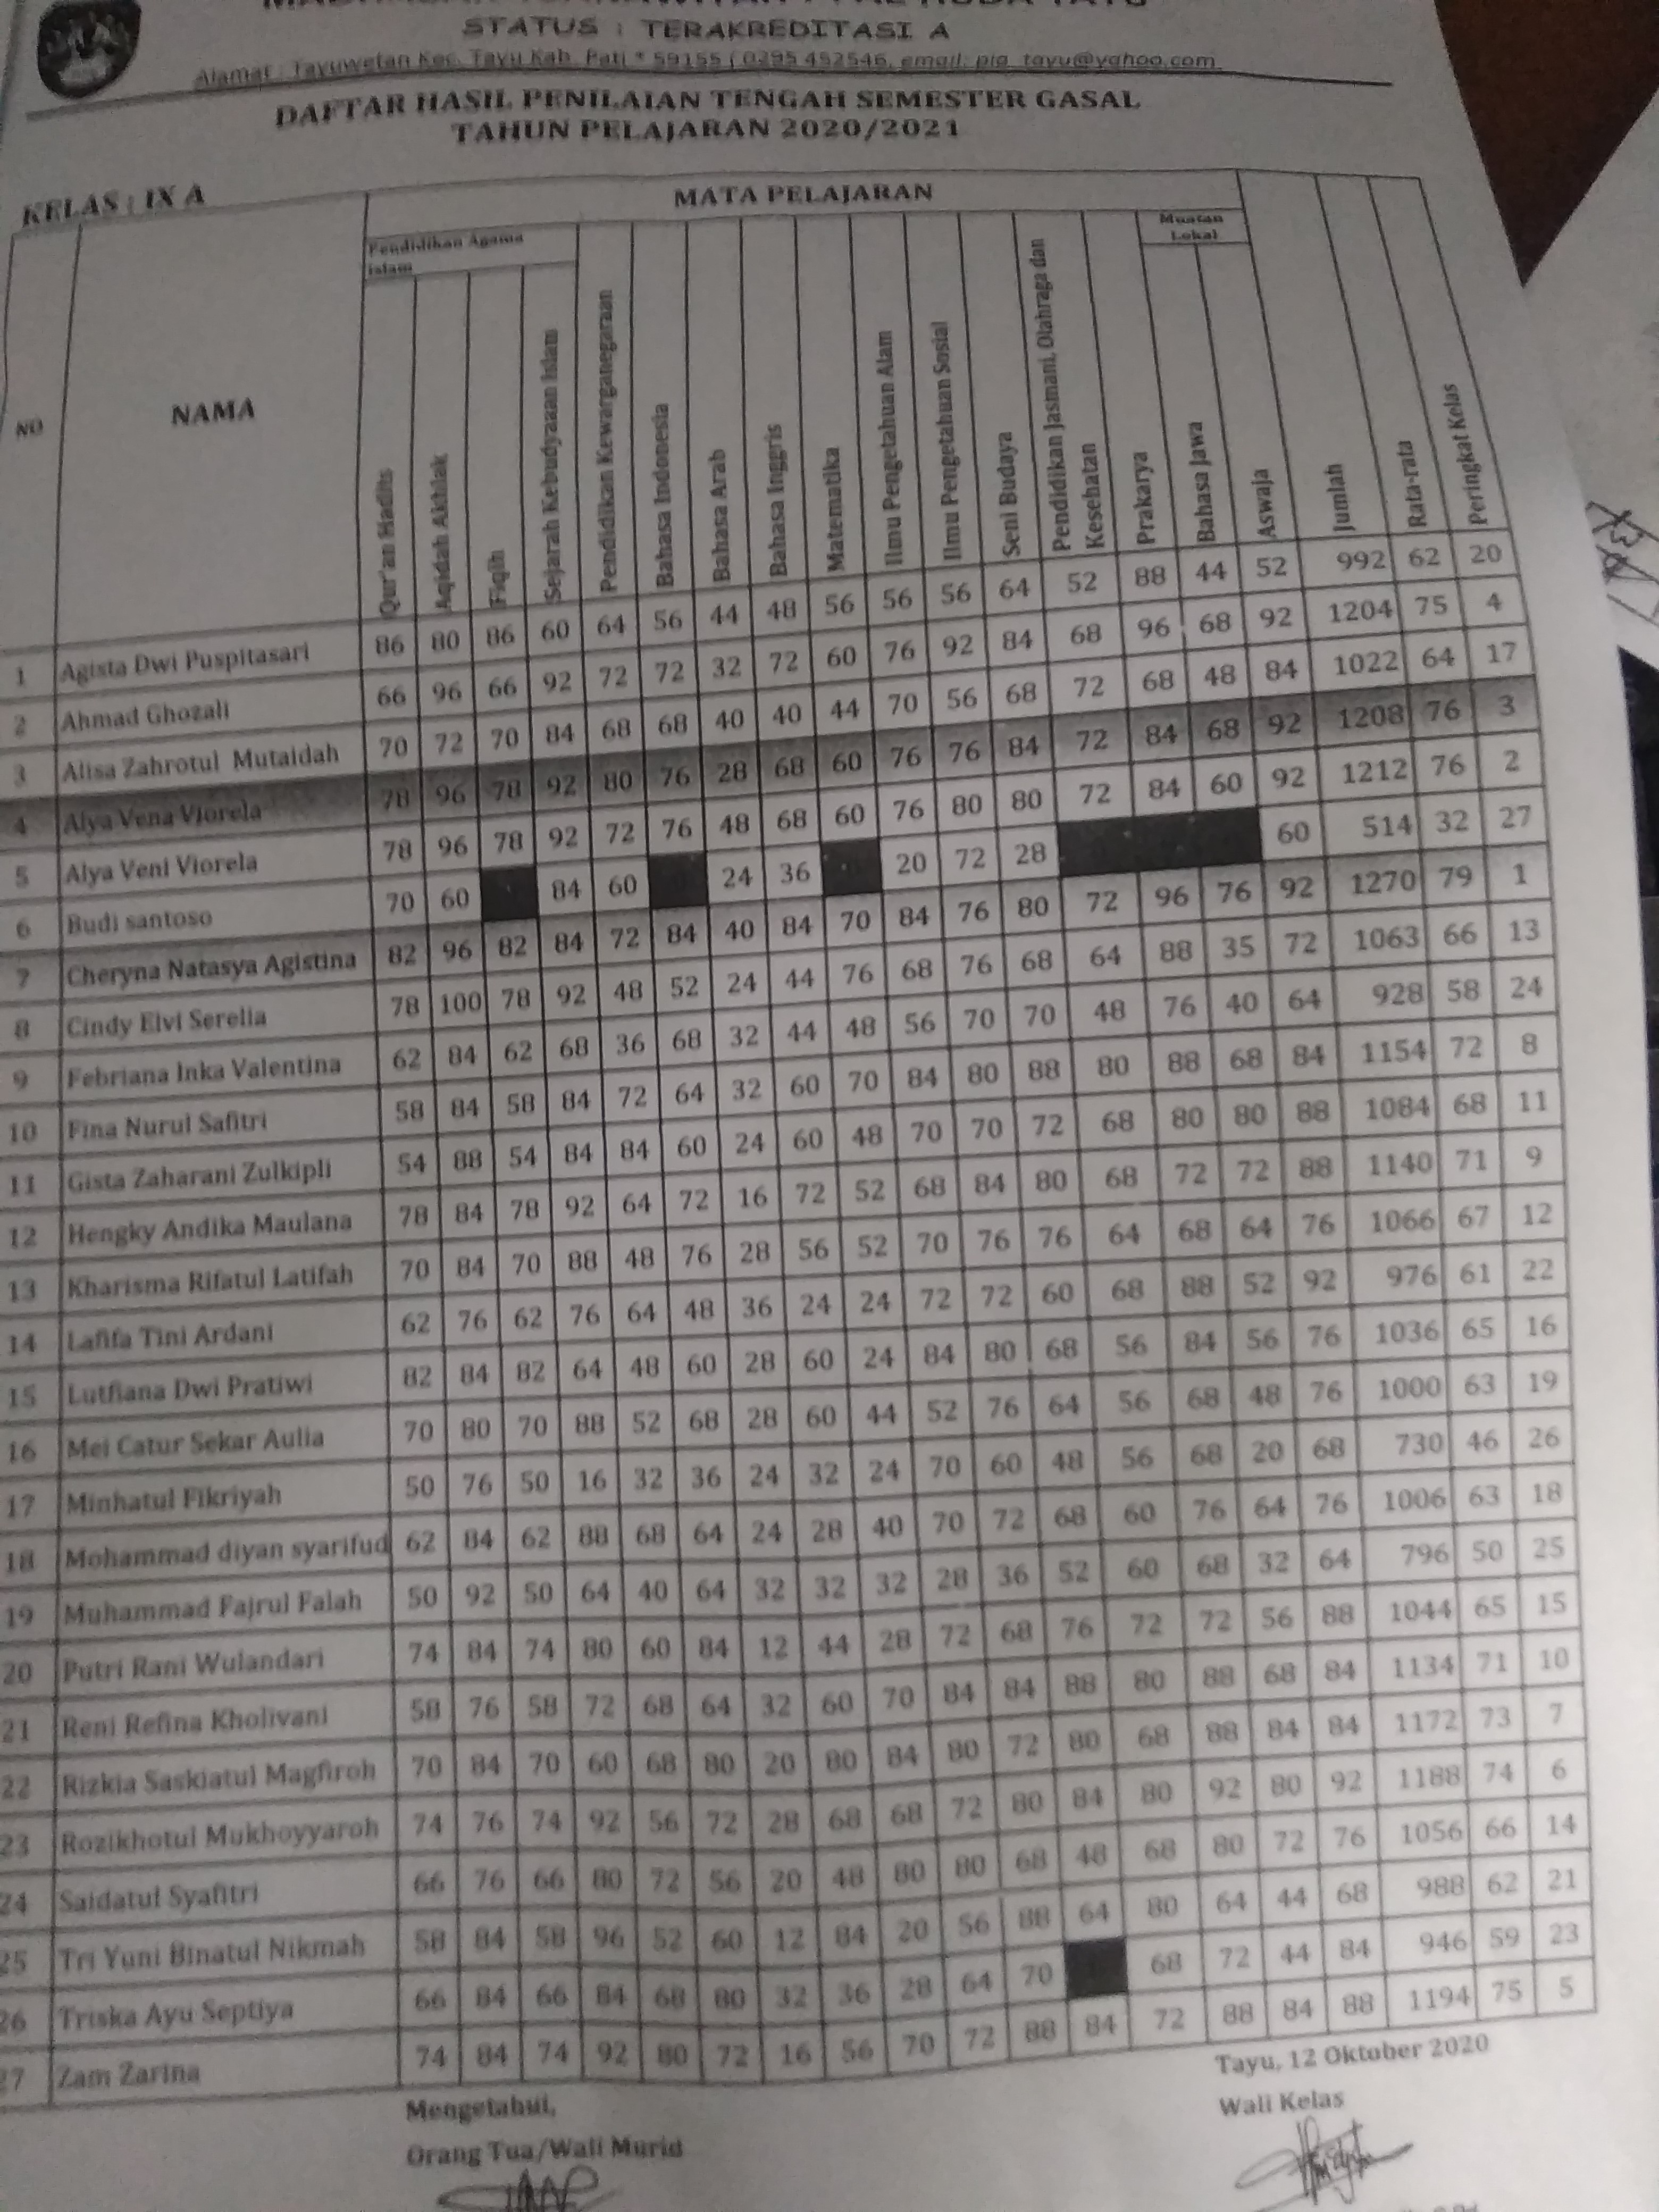 STATUS : TERAKREDITASI A
Alamat : Tayuwetan Kec. Tayu Kab. Pati * 59155 ( 0295 452546, email: pig_tayu@yahoo.com
DAFTAR HASIL PENILAIAN TENGAH SEMESTER GASAL
TAHUN PELAJARAN 2020/2021
KELAS : IX A
NO NAMA MATA PELAJARAN
Pendidikan Agama islam
Muatan Lokal
Qur'an Hadits
Aqidah Akhlak
Fiqih
Sejarah Kebudyaaan Islam
Pendidikan Kewarganegaraan
Bahasa Indonesia
Bahasa Arab
Bahasa Inggris
Matematika
Ilmu Pengetahuan Alam
Ilmu Pengetahuan Sosial
Seni Budaya
Pendidikan Jasmani, Olahraga dan
Kesehatan
Prakarya
Bahasa Jawa
Aswaja
Jumlah
Rata-rata
Peringkat Kelas
1 Agista Dwi Puspitasari 86 80 86 60 64 56 44 48 56 56 56 64 52 88 44 52 992 62 20
2 Ahmad Ghozali 66 96 66 92 72 72 32 72 60 76 92 84 68 96 68 92 1204 75 4
3 Alisa Zahrotul Mutaidah 70 72 70 84 68 68 40 40 44 70 56 68 72 68 48 84 1022 64 17
4 Alya Vena Viorela 78 96 78 92 80 76 28 68 60 76 76 84 72 84 68 92 1208 76 3
5 Alya Veni Viorela 78 96 78 92 72 76 48 68 60 76 80 80 72 84 60 92 1212 76 2
6 Budi santoso 70 60 84 60 24 36 20 72 28 60 514 32 27
7 Cheryna Natasya Agistina 82 96 82 84 72 84 40 84 70 84 76 80 72 96 76 92 1270 79 1
8 Cindy Elvi Serelia 78 100 78 92 48 52 24 44 76 68 76 68 64 88 35 72 1063 66 13
9 Febriana Inka Valentina 62 84 62 68 36 68 32 44 48 56 70 70 48 76 40 64 928 58 24
10 Fina Nurul Safitri 58 84 58 84 72 64 32 60 70 84 80 88 80 88 68 84 1154 72 8
11 Gista Zaharani Zulkipli 54 88 54 84 84 60 24 60 48 70 70 72 68 80 80 88 1084 68 11
12 Hengky Andika Maulana 78 84 78 92 64 72 16 72 52 68 84 80 68 72 72 88 1140 71 9
13 Kharisma Rifatul Latifah 70 84 70 88 48 76 28 56 52 70 76 76 64 68 64 76 1066 67 12
14 Lafifa Tini Ardani 62 76 62 76 64 48 36 24 24 72 72 60 68 88 52 92 976 61 22
15 Lutfiana Dwi Pratiwi 82 84 82 64 48 60 28 60 24 84 80 68 56 84 56 76 1036 65 16
16 Mei Catur Sekar Aulia 70 80 70 88 52 68 28 60 44 52 76 64 56 68 48 76 1000 63 19
17 Minhatul Fikriyah 50 76 50 16 32 36 24 32 24 70 60 48 56 68 20 68 730 46 26
18 Mohammad diyan syarifud 62 84 62 88 68 64 24 28 40 70 72 68 60 76 64 76 1006 63 18
19 Muhammad Fajrul Falah 50 92 50 64 40 64 32 32 32 28 36 52 60 68 32 64 796 50 25
20 Putri Rani Wulandari 74 84 74 80 60 84 12 44 28 72 68 76 72 72 56 88 1044 65 15
21 Reni Refina Kholivani 58 76 58 72 68 64 32 60 70 84 84 88 80 88 68 84 1134 71 10
22 Rizkia Saskiatul Magfiroh 70 84 70 60 68 80 20 80 84 80 72 80 68 88 84 84 1172 73 7
23 Rozikhotul Mukhoyyaroh 74 76 74 92 56 72 28 68 68 72 80 84 80 92 80 92 1188 74 6
24 Saidatul Syafitri 66 76 66 80 72 56 20 48 80 80 68 48 68 80 72 76 1056 66 14
25 Tri Yuni Binatul Nikmah 58 84 58 96 52 60 12 84 20 56 88 64 80 64 44 68 988 62 21
26 Triska Ayu Septiya 66 84 66 84 68 80 32 36 28 64 70 68 72 44 84 946 59 23
27 Zam Zarina 74 84 74 92 80 72 16 56 70 72 88 84 72 88 84 88 1194 75 5
Tayu, 12 Oktober 2020
Mengetahui,
Wali Kelas
Orang Tua/Wali Murid